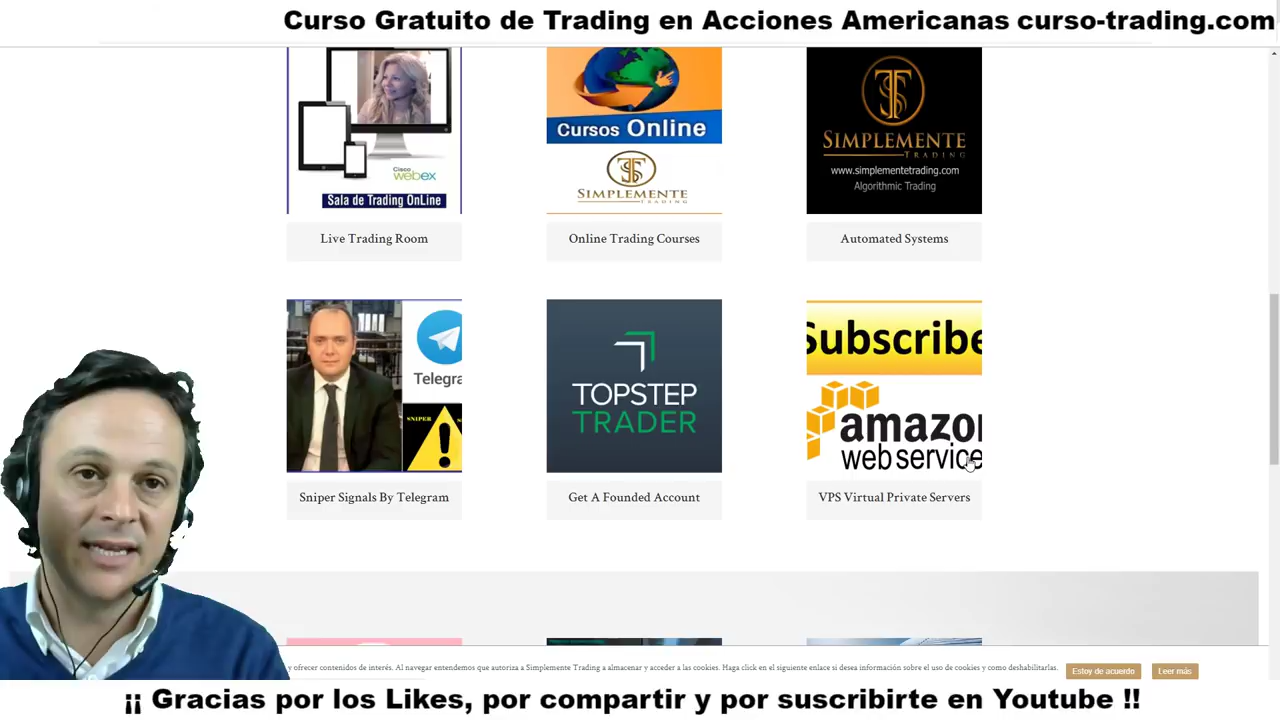 Curso Gratuito de Trading en Acciones Americanas curso-trading.com
Cisco
webex
Sala de Trading OnLine
Live Trading Room
Cursos Online
SIMPLEMENTE
TRADING
Online Trading Courses
SIMPLEMENTE
TRADING
www.simplementetrading.com
Algorithmic Trading
Automated Systems
Telegra
SNIPER
Sniper Signals By Telegram
TOPSTEP
TRADER
Get A Founded Account
Subscribe
amazon
web service
VPS Virtual Private Servers
y ofrecer contenidos de interés. Al navegar entendemos que autoriza a Simplemente Trading a almacenar y acceder a las cookies. Haga click en el siguiente enlace si desea información sobre el uso de cookies y como deshabilitarlas.
Estoy de acuerdo
Leer más
¡¡ Gracias por los Likes, por compartir y por suscribirte en Youtube !!